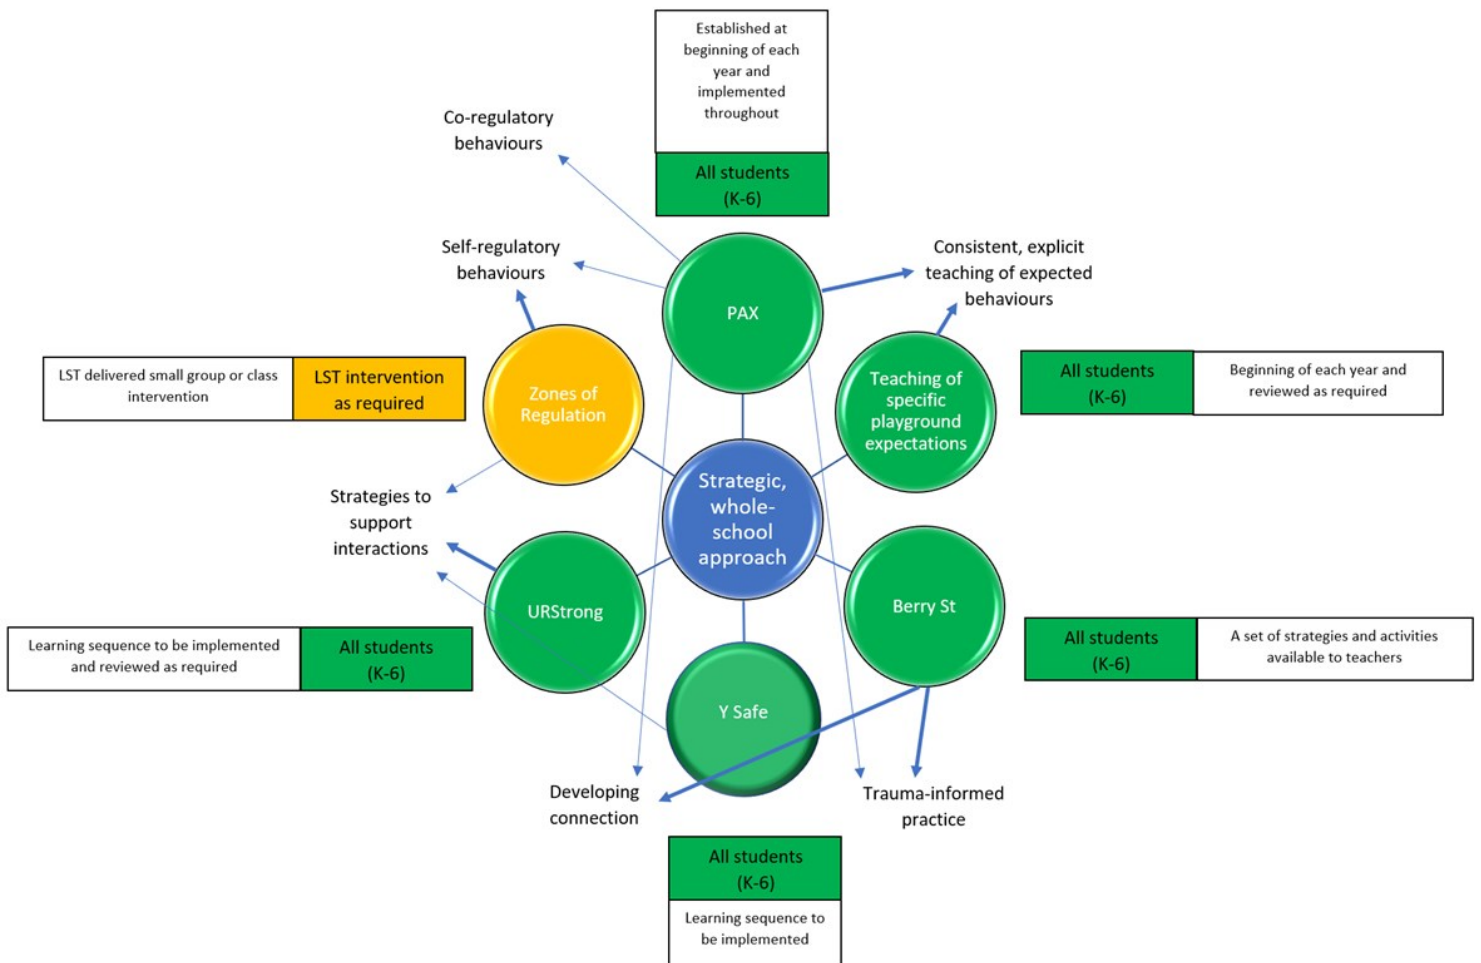 Established at
beginning of each
year and
implemented
throughout
All students
(K-6)
Co-regulatory
behaviours
Self-regulatory
behaviours
Consistent, explicit
teaching of expected
behaviours
PAX
LST delivered small group or class
intervention
LST intervention
as required
Zones of
Regulation
Teaching of
specific
playground
expectations
All students
(K-6)
Beginning of each year and
reviewed as required
Strategies to
support
interactions
Strategic,
whole-
school
approach
URStrong
Berry St
Learning sequence to be implemented
and reviewed as required
All students
(K-6)
All students
(K-6)
A set of strategies and activities
available to teachers
Y Safe
Developing
connection
Trauma-informed
practice
All students
(K-6)
Learning sequence to
be implemented